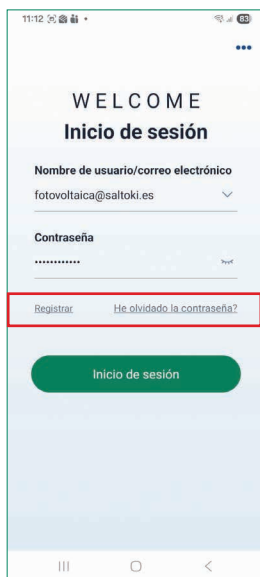 11:12
83
WELCOME
Inicio de sesión
Nombre de usuario/correo electrónico
fotovoltaica@saltoki.es
Contraseña
••••••••••••
Registrar He olvidado la contraseña?
Inicio de sesión